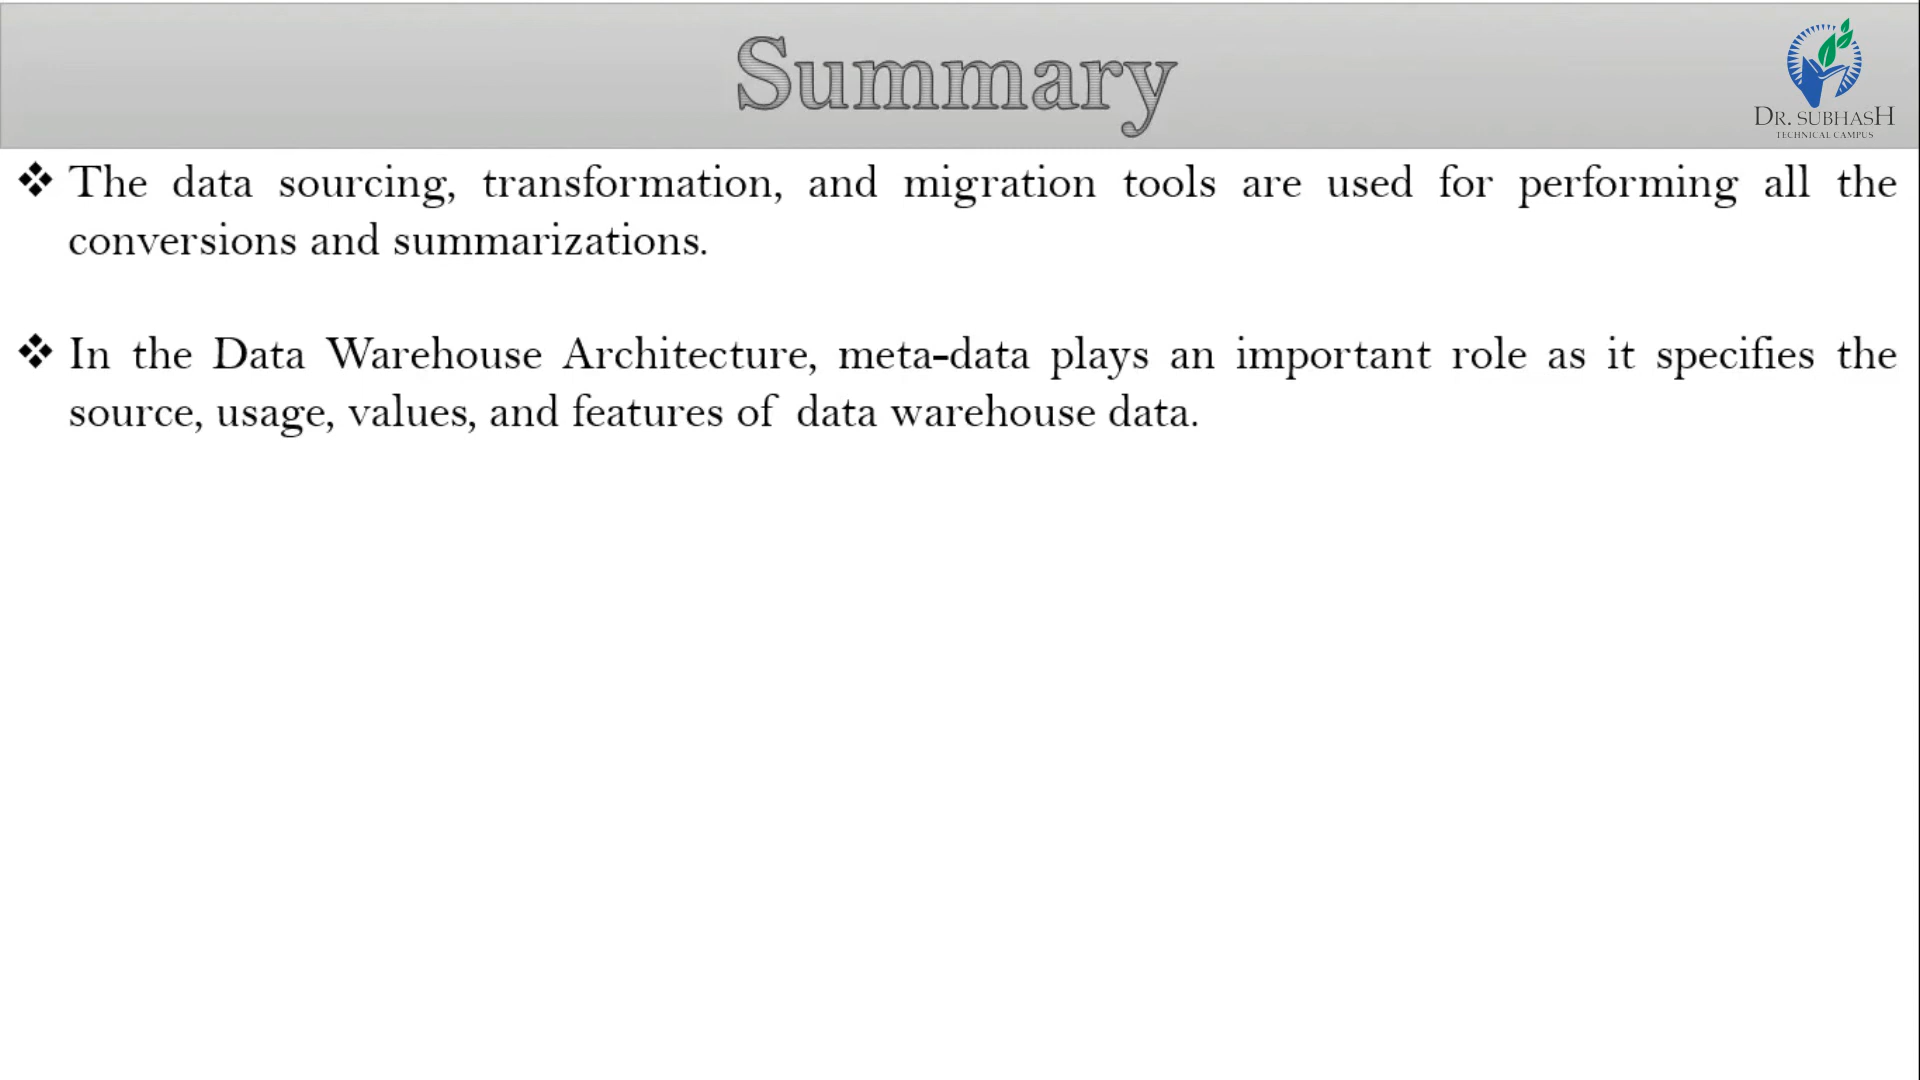 Summary
DR. SUBHASH
TECHNICAL CAMPUS
❖ The data sourcing, transformation, and migration tools are used for performing all the
conversions and summarizations.
❖ In the Data Warehouse Architecture, meta-data plays an important role as it specifies the
source, usage, values, and features of data warehouse data.